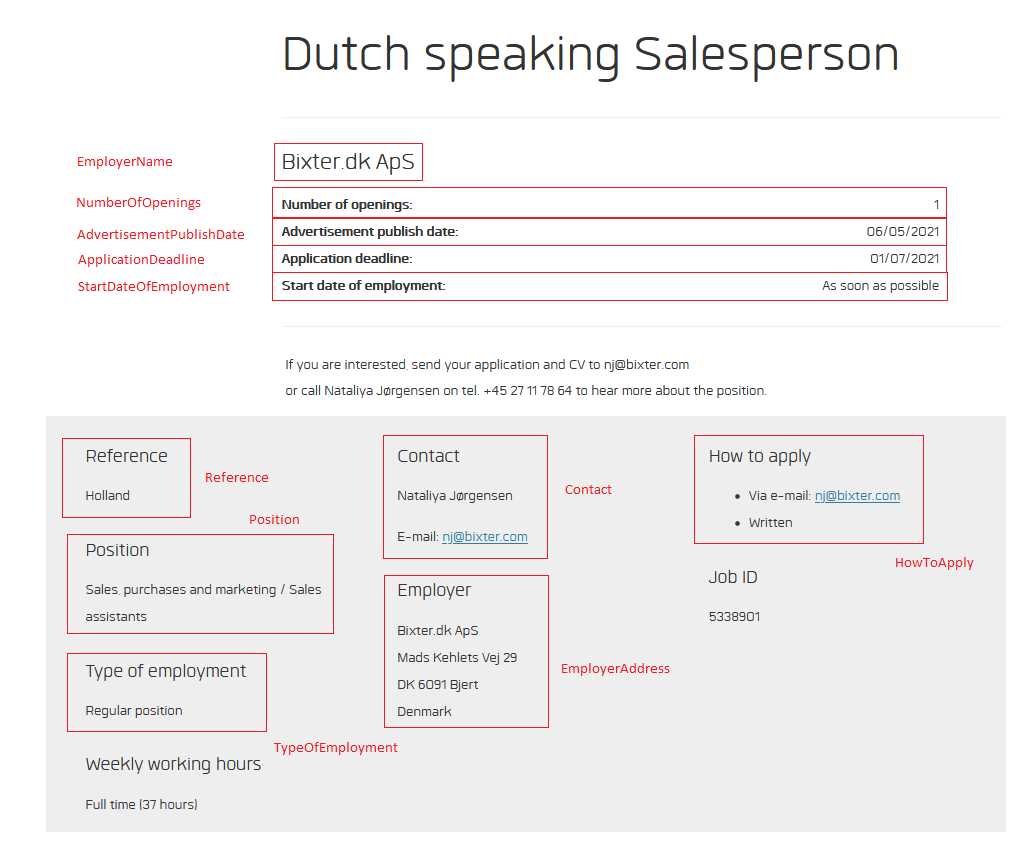 Dutch speaking Salesperson
EmployerName
Bixter.dk ApS
NumberOfOpenings
Number of openings: 1
AdvertisementPublishDate
Advertisement publish date: 06/05/2021
ApplicationDeadline
Application deadline: 01/07/2021
StartDateOfEmployment
Start date of employment: As soon as possible
If you are interested, send your application and CV to nj@bixter.com
or call Nataliya Jørgensen on tel. +45 27 11 78 64 to hear more about the position.
Reference
Holland
Reference
Position
Position
Sales, purchases and marketing / Sales
assistants
Type of employment
Regular position
TypeOfEmployment
Weekly working hours
Full time (37 hours)
Contact
Nataliya Jørgensen
E-mail: nj@bixter.com
Contact
Employer
Bixter.dk ApS
Mads Kehlets Vej 29
DK 6091 Bjert
Denmark
EmployerAddress
How to apply
• Via e-mail: nj@bixter.com
• Written
HowToApply
Job ID
5338901